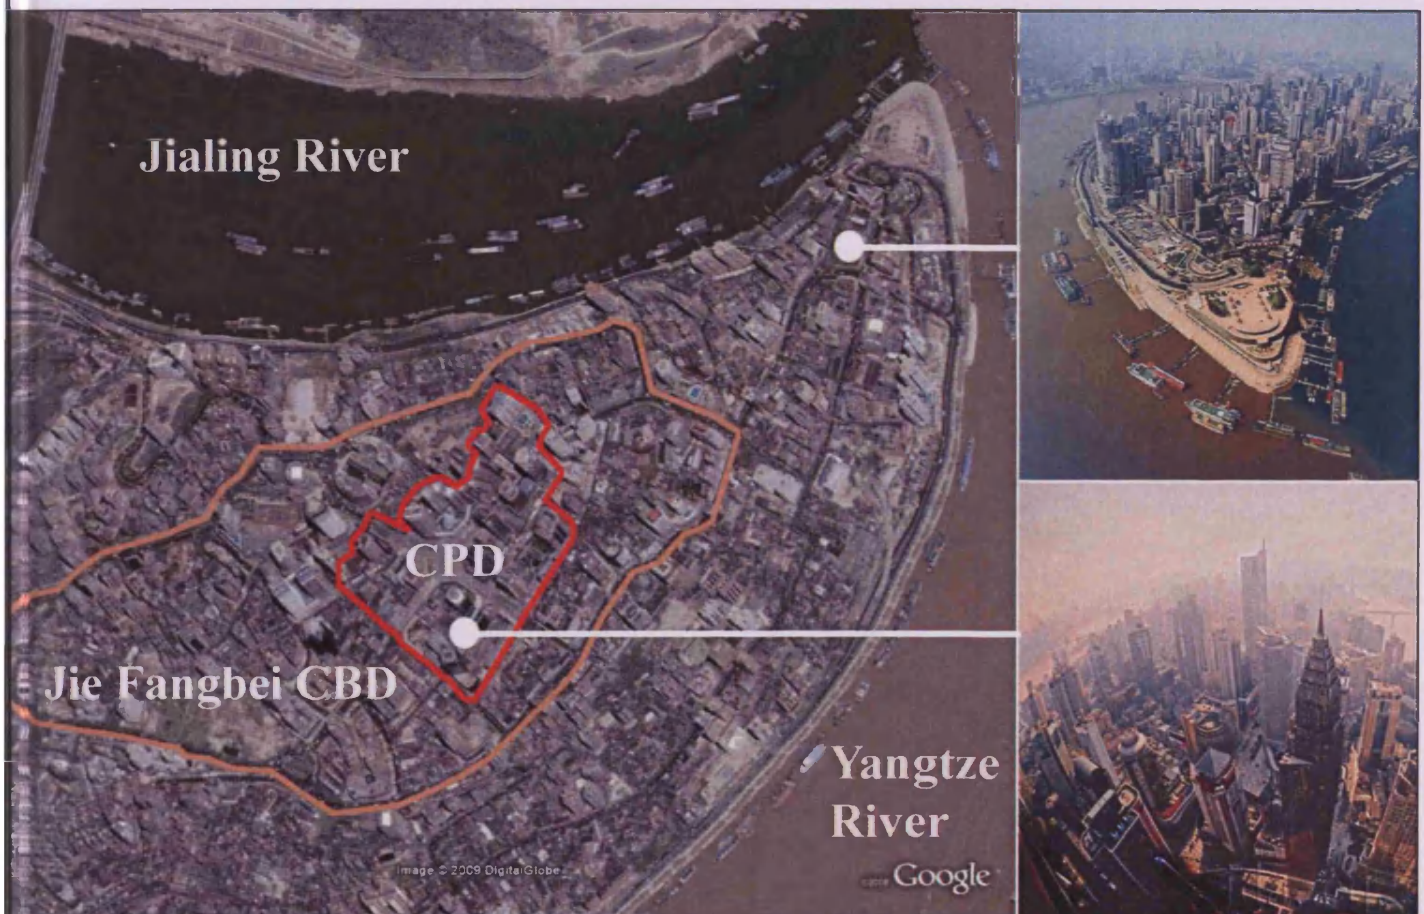 Jialing River
CPD
Jie Fangbei CBD
Yangtze
River
Image © 2009 DigitalGlobe
Google